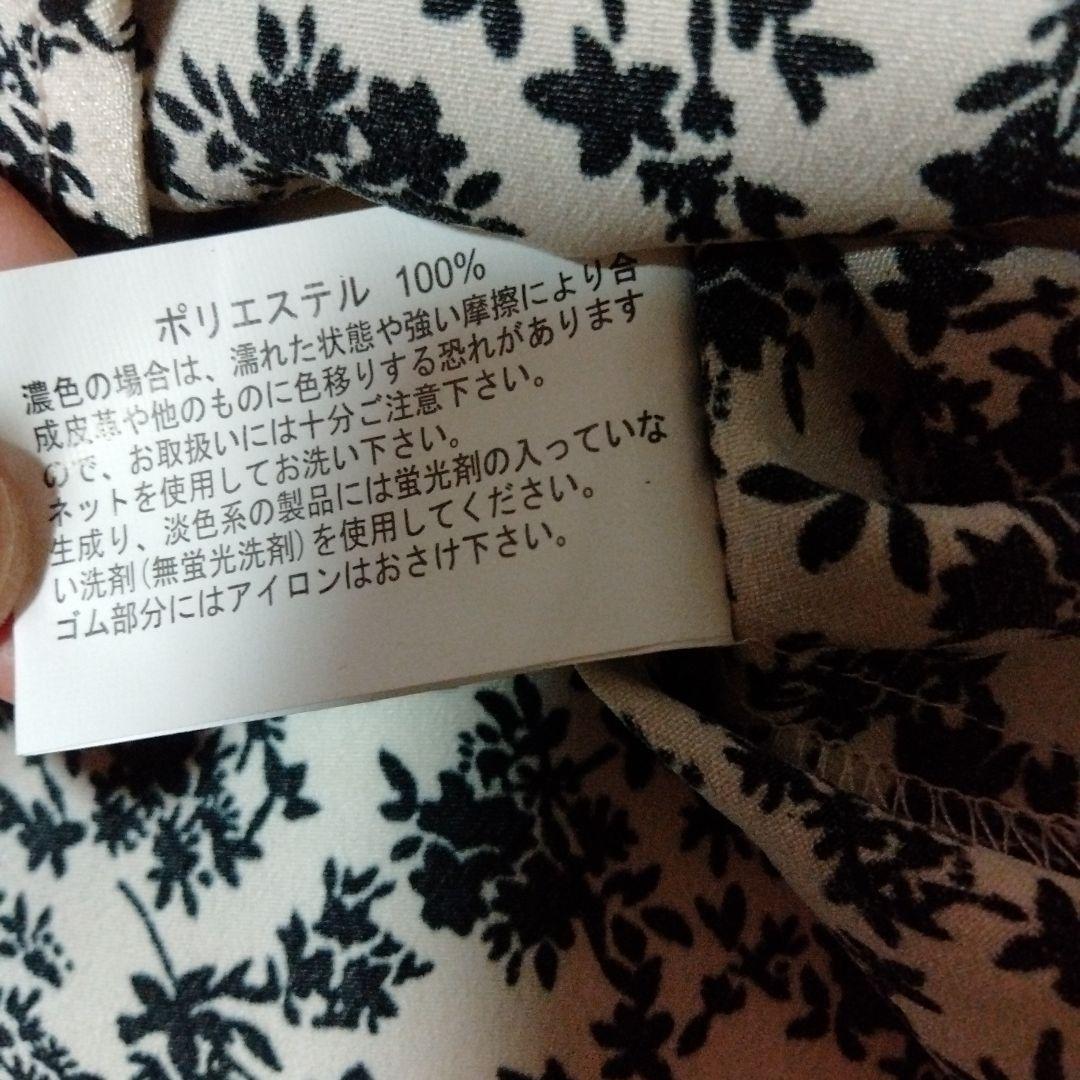 ポリエステル 100%
濃色の場合は、濡れた状態や強い摩擦により合
成皮革や他のものに色移りする恐れがあります
ので、お取扱いには十分ご注意下さい。
ネットを使用してお洗い下さい。
生成り、淡色系の製品には蛍光剤の入っていな
い洗剤(無蛍光洗剤)を使用してください。
ゴム部分にはアイロンはおさけ下さい。